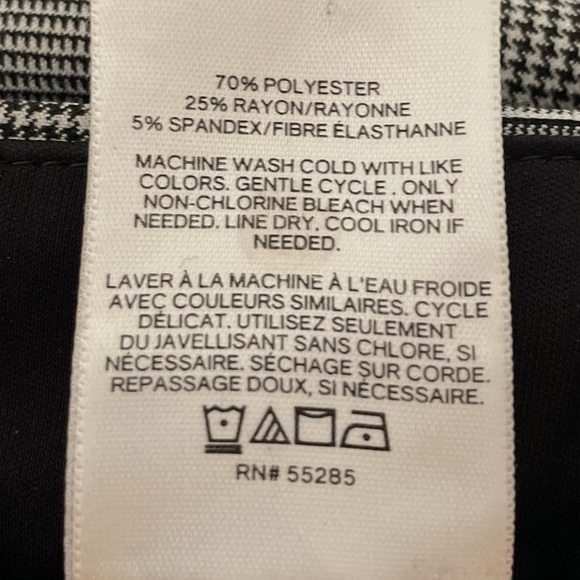 70% POLYESTER
25% RAYON/RAYONNE
5% SPANDEX/FIBRE ÉLASTHANNE
MACHINE WASH COLD WITH LIKE
COLORS. GENTLE CYCLE . ONLY
NON-CHLORINE BLEACH WHEN
NEEDED. LINE DRY. COOL IRON IF
NEEDED.
LAVER À LA MACHINE À L'EAU FROIDE
AVEC COULEURS SIMILAIRES. CYCLE
DÉLICAT. UTILISEZ SEULEMENT
DU JAVELLISANT SANS CHLORE, SI
NÉCESSAIRE. SÉCHAGE SUR CORDE.
REPASSAGE DOUX, SI NÉCESSAIRE.
RN# 55285